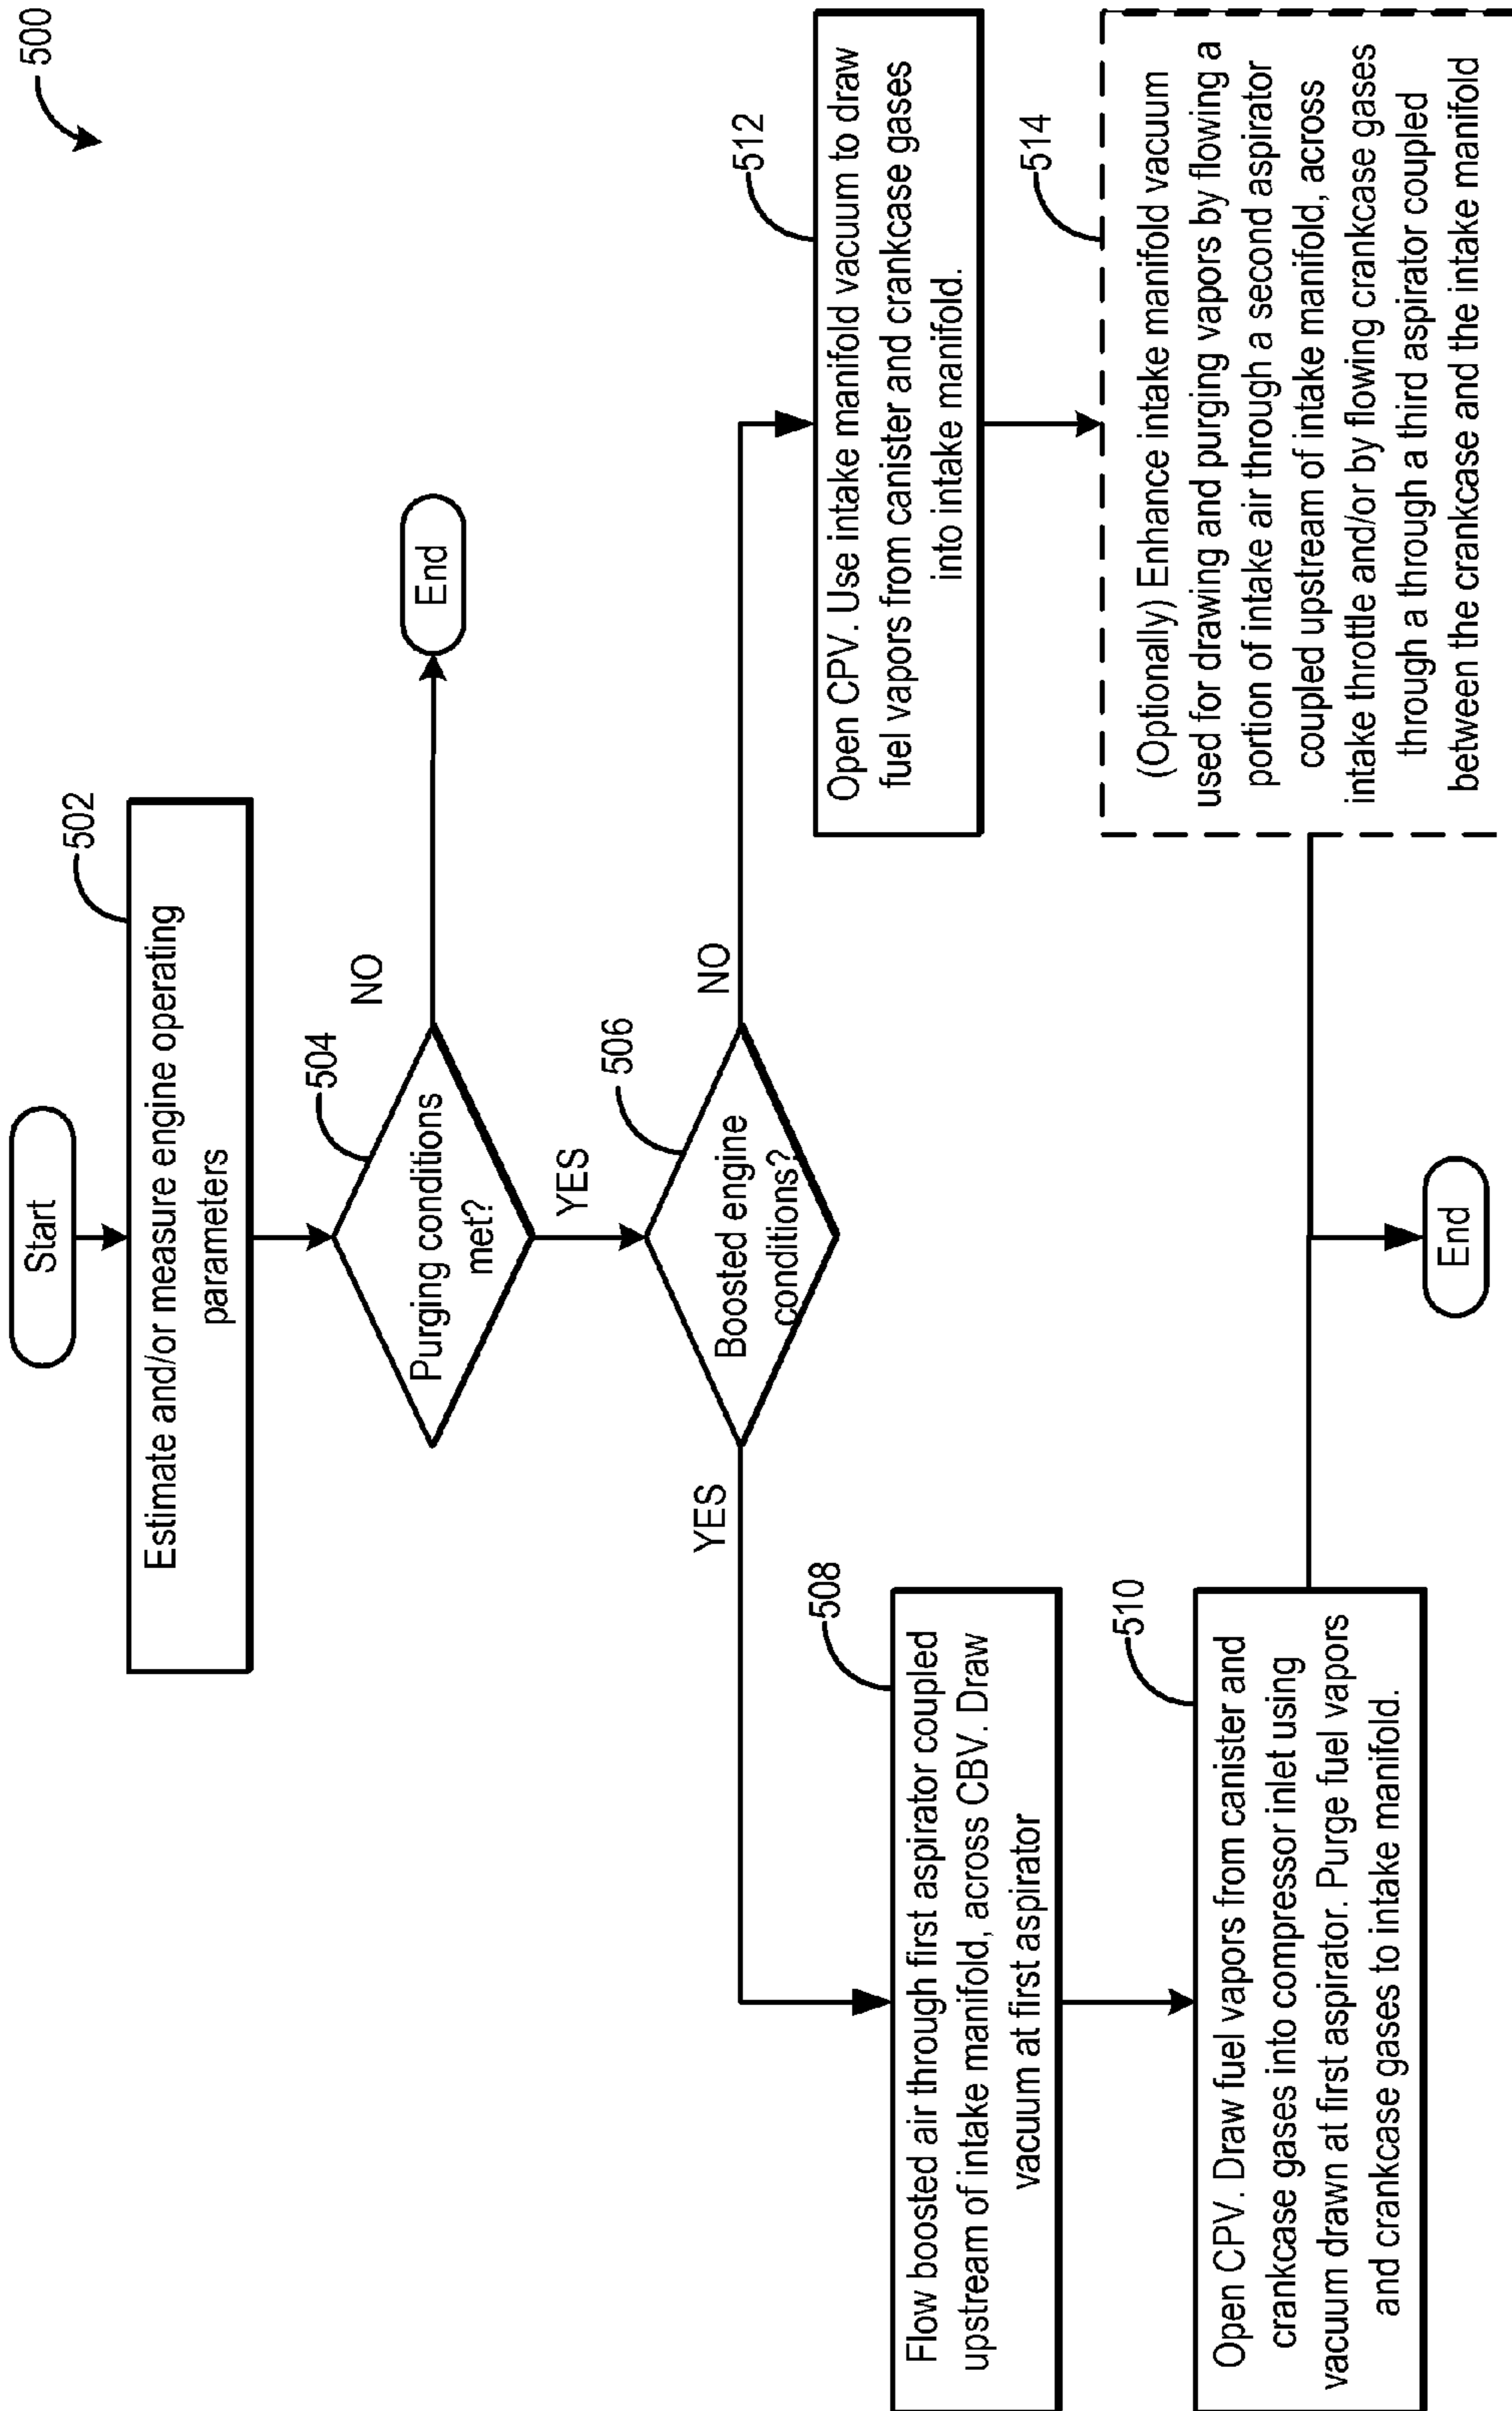 500
Start
502
Estimate and/or measure engine operating
parameters
504
Purging conditions
met?
NO
End
YES
506
Boosted engine
conditions?
YES
NO
508
Flow boosted air through first aspirator coupled
upstream of intake manifold, across CBV. Draw
vacuum at first aspirator
510
Open CPV. Draw fuel vapors from canister and
crankcase gases into compressor inlet using
vacuum drawn at first aspirator. Purge fuel vapors
and crankcase gases to intake manifold.
512
Open CPV. Use intake manifold vacuum to draw
fuel vapors from canister and crankcase gases
into intake manifold.
514
(Optionally) Enhance intake manifold vacuum
used for drawing and purging vapors by flowing a
portion of intake air through a second aspirator
coupled upstream of intake manifold, across
intake throttle and/or by flowing crankcase gases
through a through a third aspirator coupled
between the crankcase and the intake manifold
End